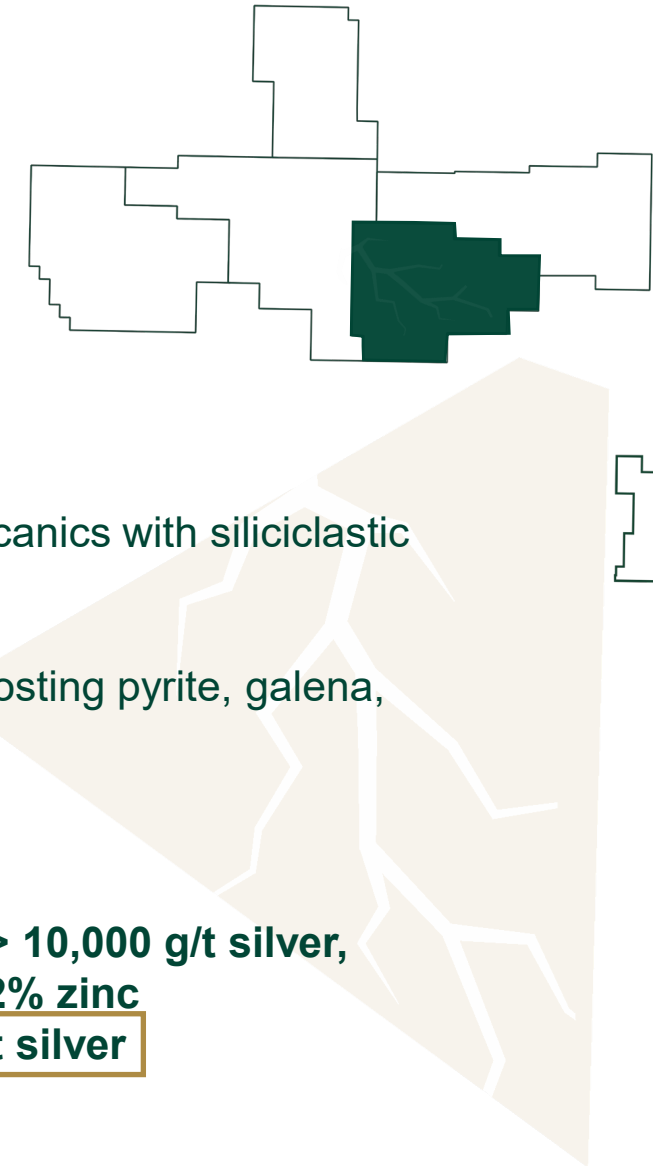 canics with siliciclastic
osting pyrite, galena,
> 10,000 g/t silver,
2% zinc
t silver